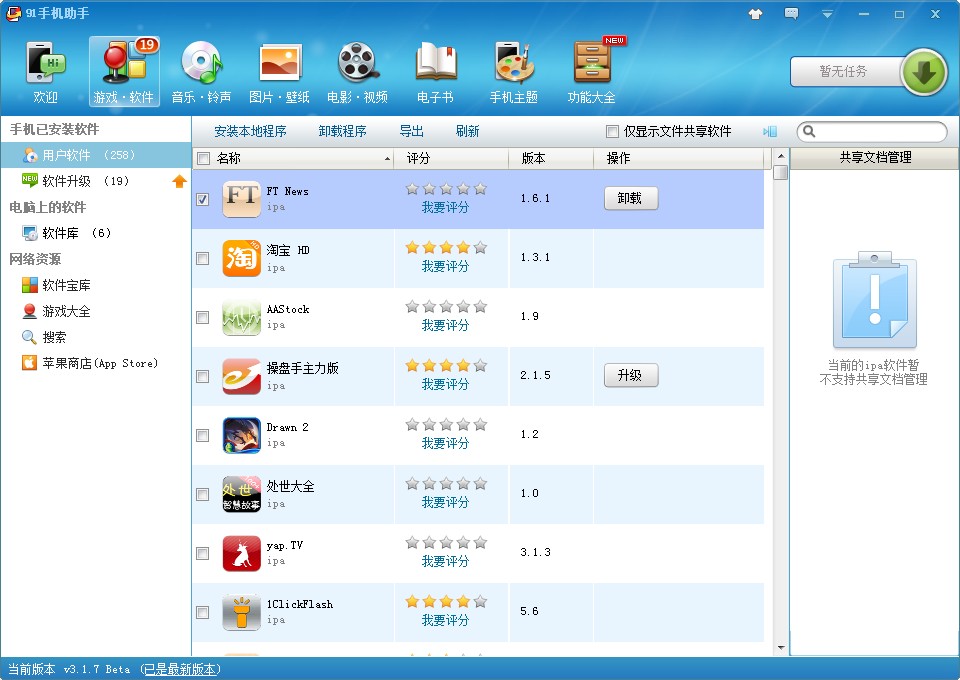 91手机助手
Hi
19
NEW
欢迎
游戏·软件
音乐·铃声
图片·壁纸
电影·视频
电子书
手机主题
功能大全
暂无任务
手机已安装软件
用户软件 (258)
NEW 软件升级 (19)
电脑上的软件
软件库 (6)
网络资源
软件宝库
游戏大全
搜索
苹果商店(App Store)
安装本地程序 卸载程序 导出 刷新 仅显示文件共享软件
名称 评分 版本 操作
FT
FT News
ipa
我要评分
1.6.1
卸载
淘 HD
淘宝 HD
ipa
我要评分
1.3.1
AAStock
ipa
我要评分
1.9
操盘手主力版
ipa
我要评分
2.1.5
升级
Drawn 2
ipa
我要评分
1.2
处世
智慧故事
100+
处世大全
ipa
我要评分
1.0
yap.TV
ipa
我要评分
3.1.3
1ClickFlash
ipa
我要评分
5.6
共享文档管理
当前的ipa软件暂
不支持共享文档管理
当前版本 v3.1.7 Beta (已是最新版本)